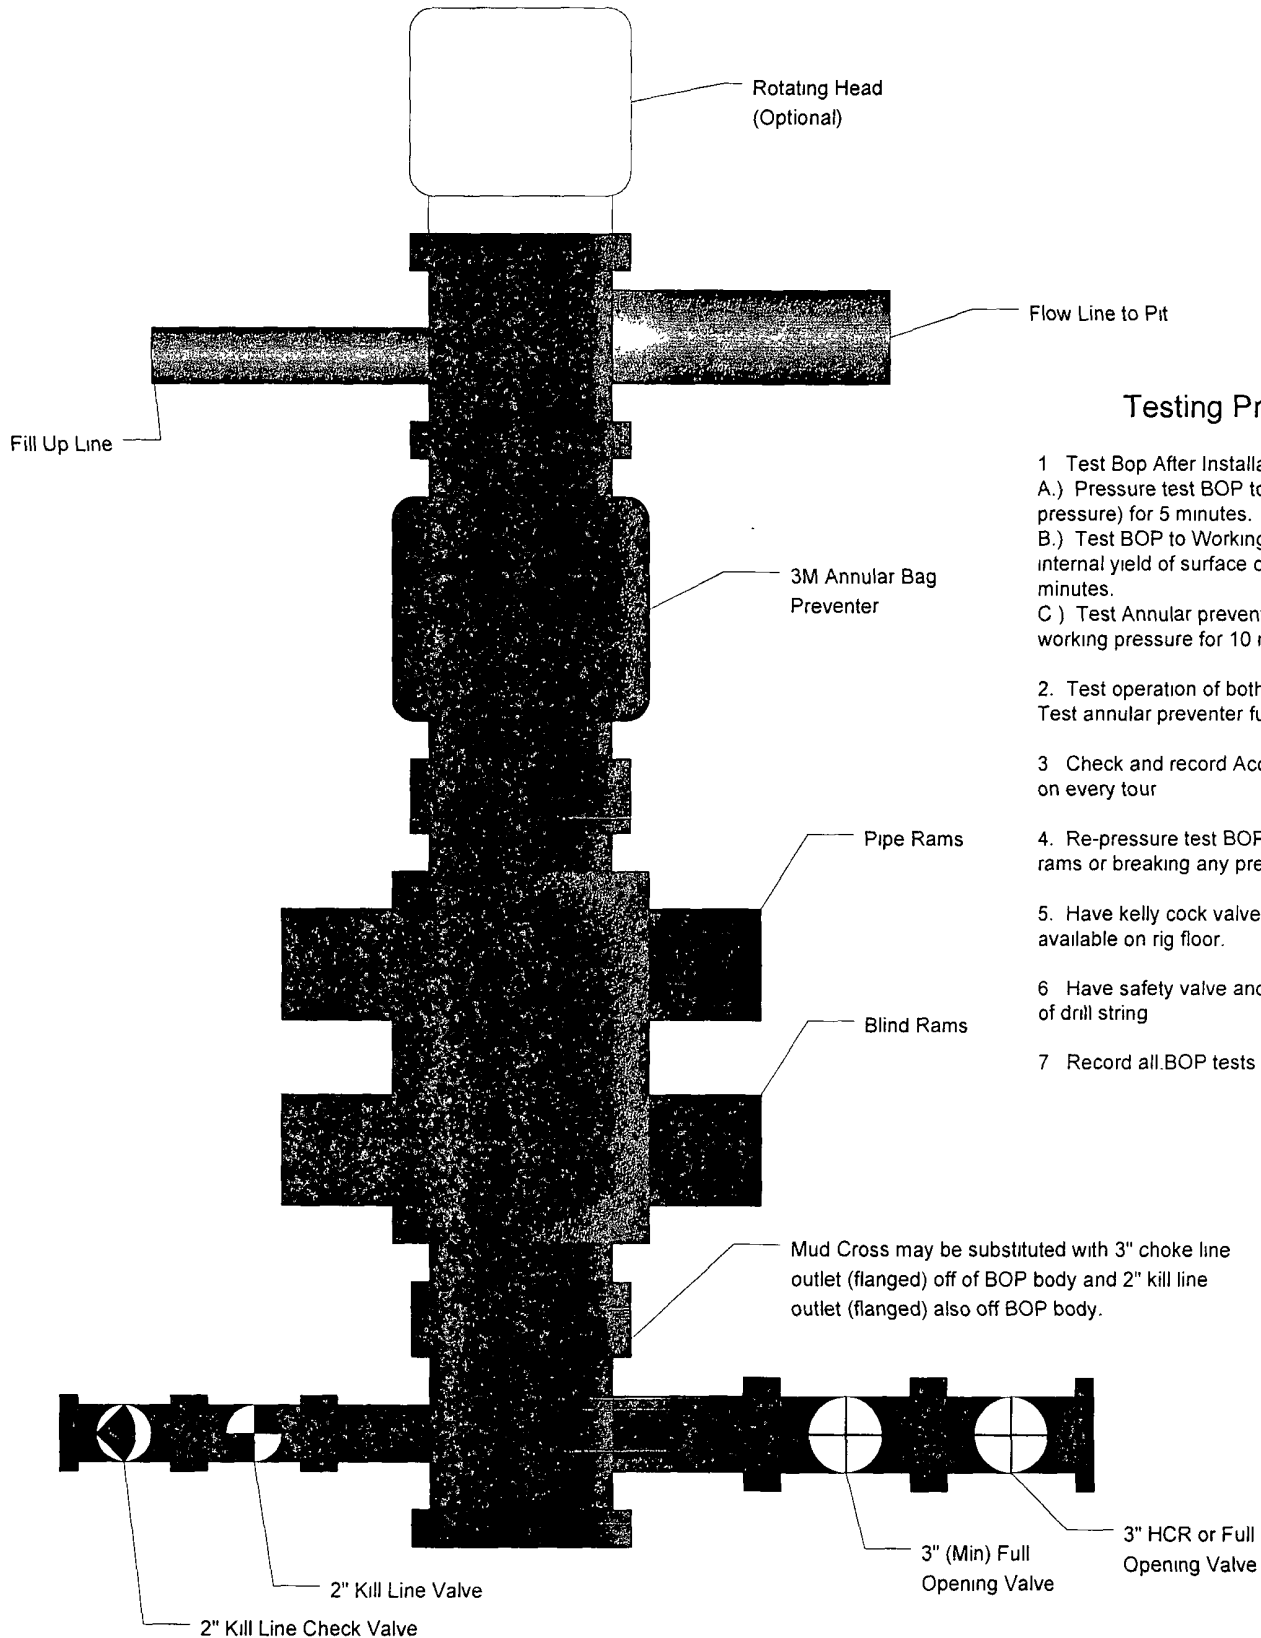 Rotating Head
(Optional)
Flow Line to Pit
Fill Up Line
Testing Pr
1 Test Bop After Installa
A.) Pressure test BOP to
pressure) for 5 minutes.
B.) Test BOP to Working
internal yield of surface c
minutes.
C ) Test Annular prevent
working pressure for 10 r
2. Test operation of both
Test annular preventer fu
3 Check and record Acc
on every tour
4. Re-pressure test BOP
rams or breaking any pre
5. Have kelly cock valve
available on rig floor.
6 Have safety valve and
of drill string
7 Record all.BOP tests
3M Annular Bag
Preventer
Pipe Rams
Blind Rams
Mud Cross may be substituted with 3" choke line
outlet (flanged) off of BOP body and 2" kill line
outlet (flanged) also off BOP body.
3" HCR or Full
Opening Valve
3" (Min) Full
Opening Valve
2" Kill Line Valve
2" Kill Line Check Valve